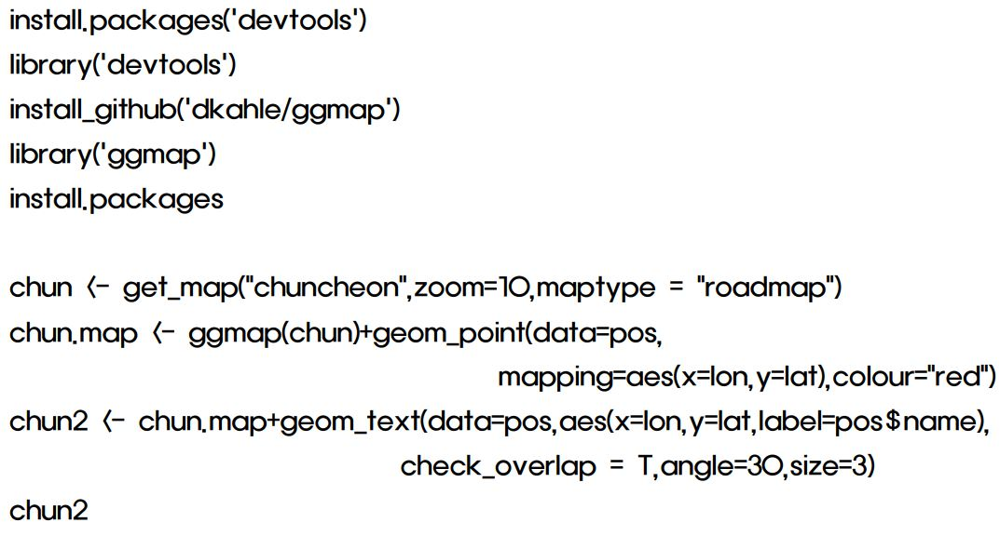 install.packages('devtools')
library('devtools')
install_github('dkahle/ggmap')
library('ggmap')
install.packages
chun <- get_map("chuncheon",zoom=10,maptype = "roadmap")
chun.map <- ggmap(chun)+geom_point(data=pos,
mapping=aes(x=lon,y=lat),colour="red")
chun2 <- chun.map+geom_text(data=pos,aes(x=lon,y=lat,label=pos$name),
check_overlap = T,angle=30,size=3)
chun2